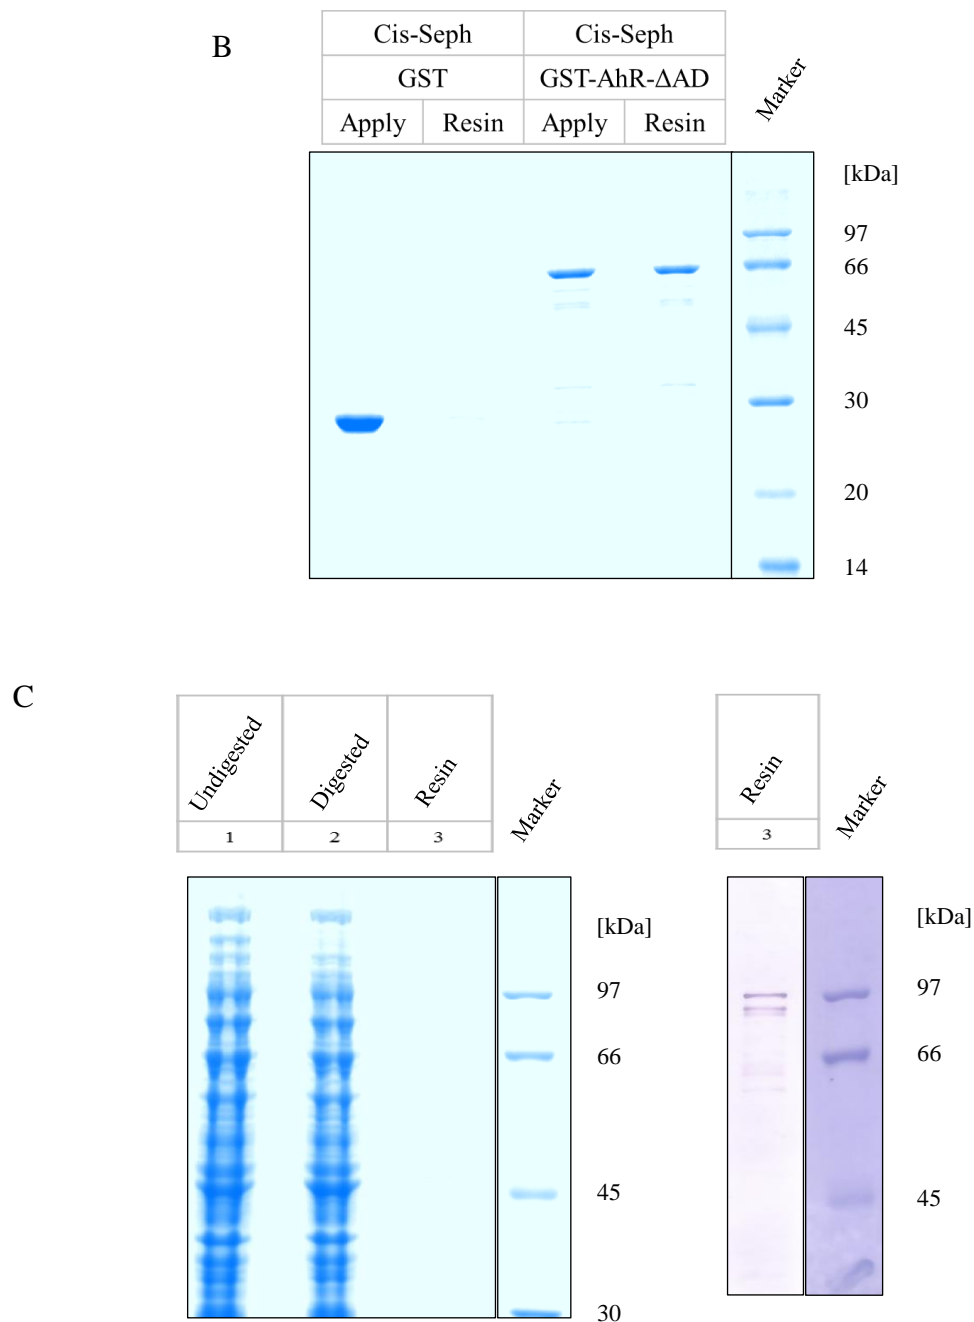 B
Cis-Seph Cis-Seph
GST GST-AhR-ΔAD
Apply Resin Apply Resin
Marker
[kDa]
97
66
45
30
20
14
C
Undigested Digested Resin Marker
1 2 3
[kDa]
97
66
45
30
Resin Marker
3
[kDa]
97
66
45